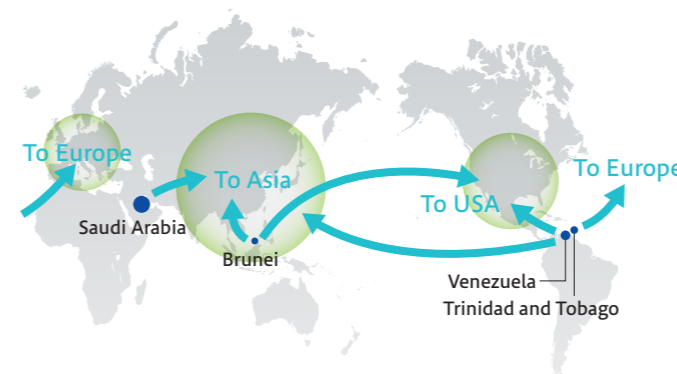 To Europe
To Asia
To Europe
To USA
Saudi Arabia
Brunei
Venezuela
Trinidad and Tobago